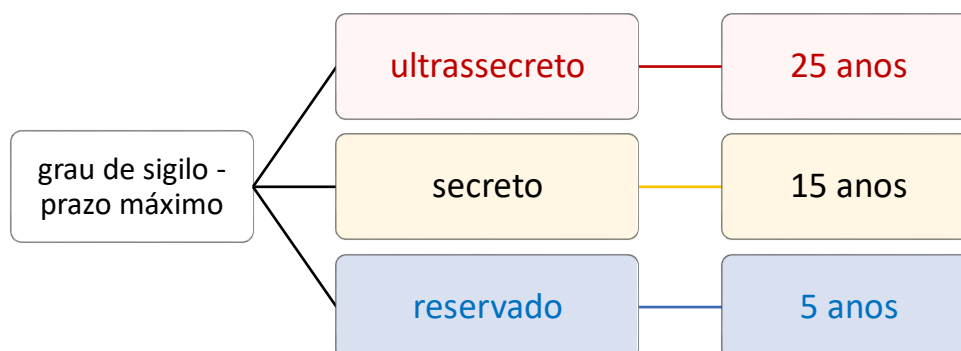 grau de sigilo -
prazo máximo
ultrassecreto
25 anos
secreto
15 anos
reservado
5 anos